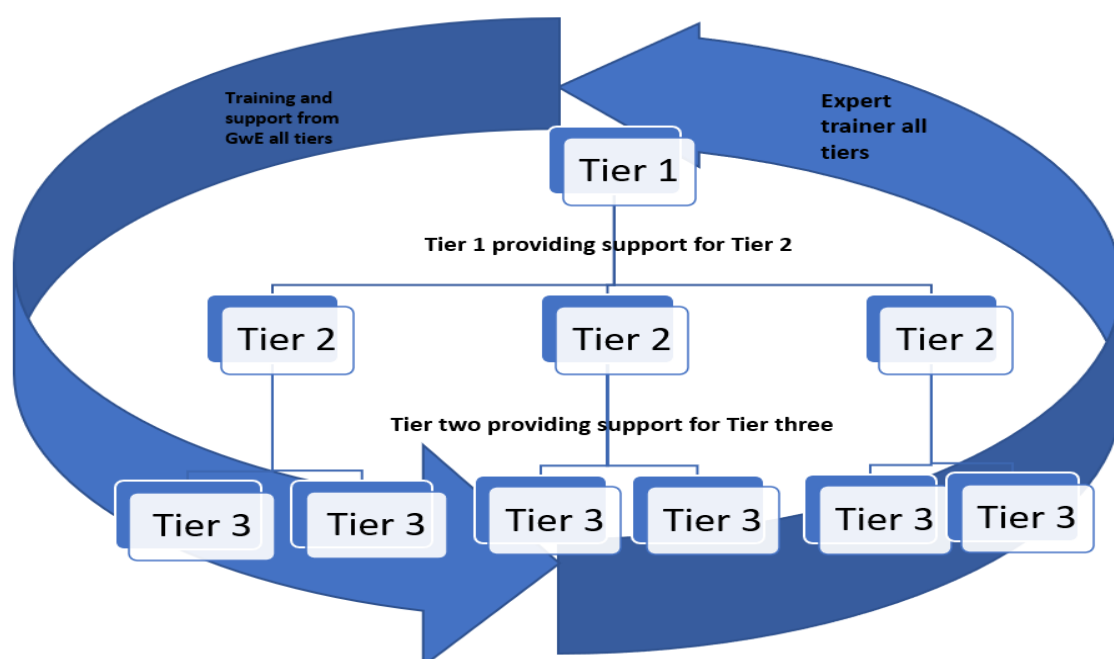 Training and
support from
GwE all tiers
Expert
trainer all
tiers
Tier 1
Tier 1 providing support for Tier 2
Tier 2
Tier 2
Tier 2
Tier two providing support for Tier three
Tier 3
Tier 3
Tier 3
Tier 3
Tier 3
Tier 3